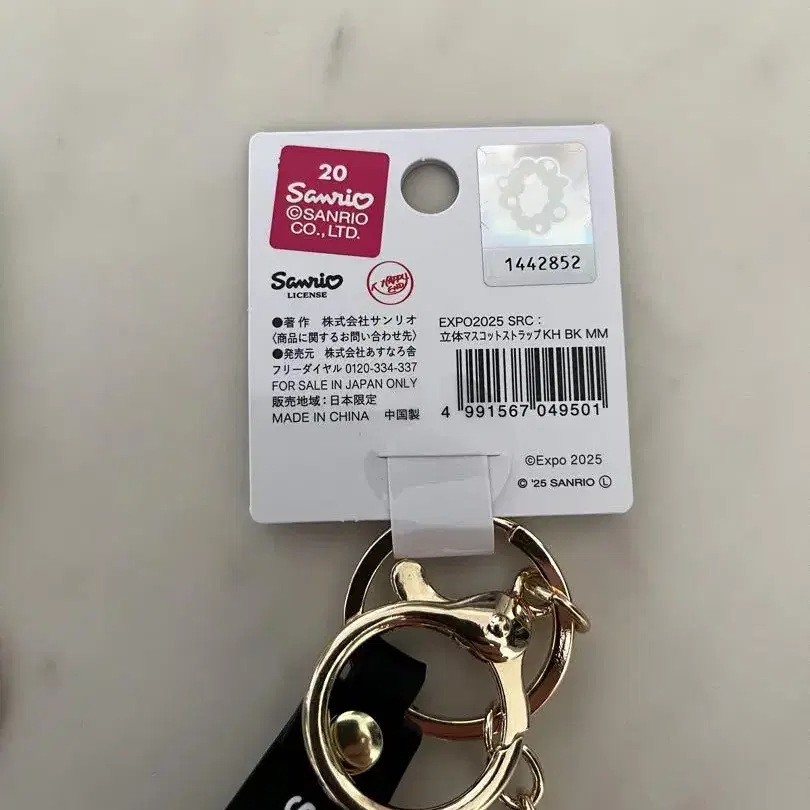 20
Sanrio
©SANRIO
CO., LTD.
1442852
Sanrio
LICENSE
HAPPY
END
●著作 株式会社サンリオ
〈商品に関するお問い合わせ先〉
●発売元 株式会社あすなろ舎
フリーダイヤル 0120-334-337
FOR SALE IN JAPAN ONLY
販売地域：日本限定
MADE IN CHINA 中国製
EXPO2025 SRC：
立体マスコットストラップKH BK MM
4 991567 049501
©Expo 2025
© '25 SANRIO Ⓛ
S